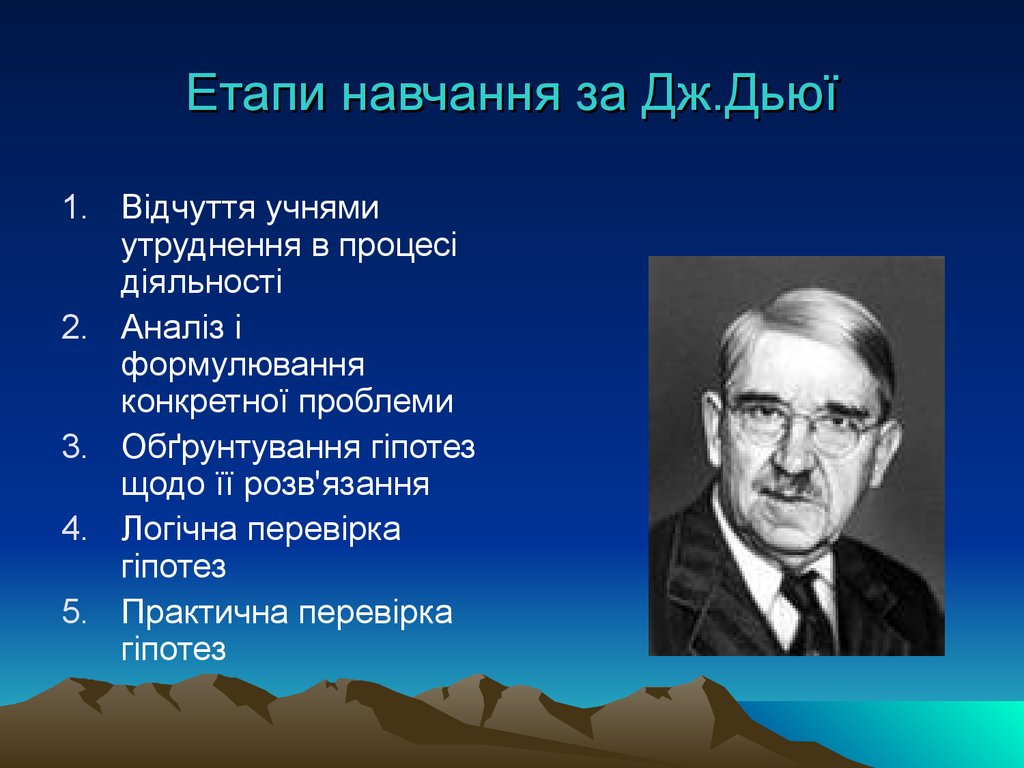 Етапи навчання за Дж.Дьюї
1. Відчуття учнями
утруднення в процесі
діяльності
2. Аналіз і
формулювання
конкретної проблеми
3. Обґрунтування гіпотез
щодо її розв'язання
4. Логічна перевірка
гіпотез
5. Практична перевірка
гіпотез